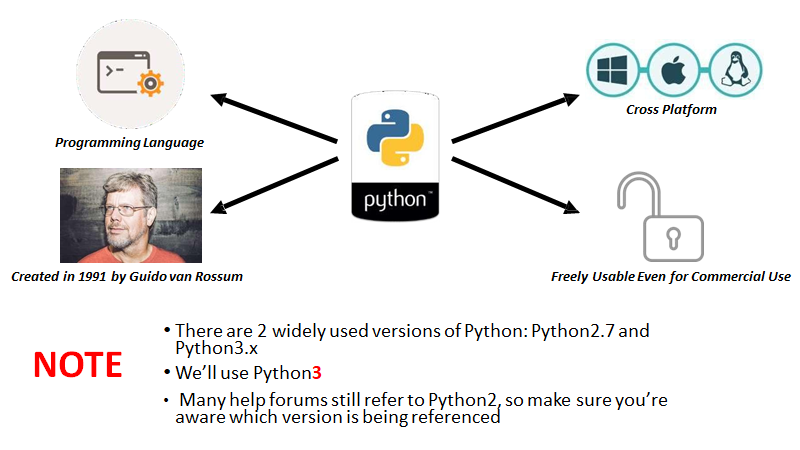 Programming Language
Cross Platform
python™
Created in 1991 by Guido van Rossum
Freely Usable Even for Commercial Use
NOTE
• There are 2 widely used versions of Python: Python2.7 and
Python3.x
• We’ll use Python3
• Many help forums still refer to Python2, so make sure you’re
aware which version is being referenced